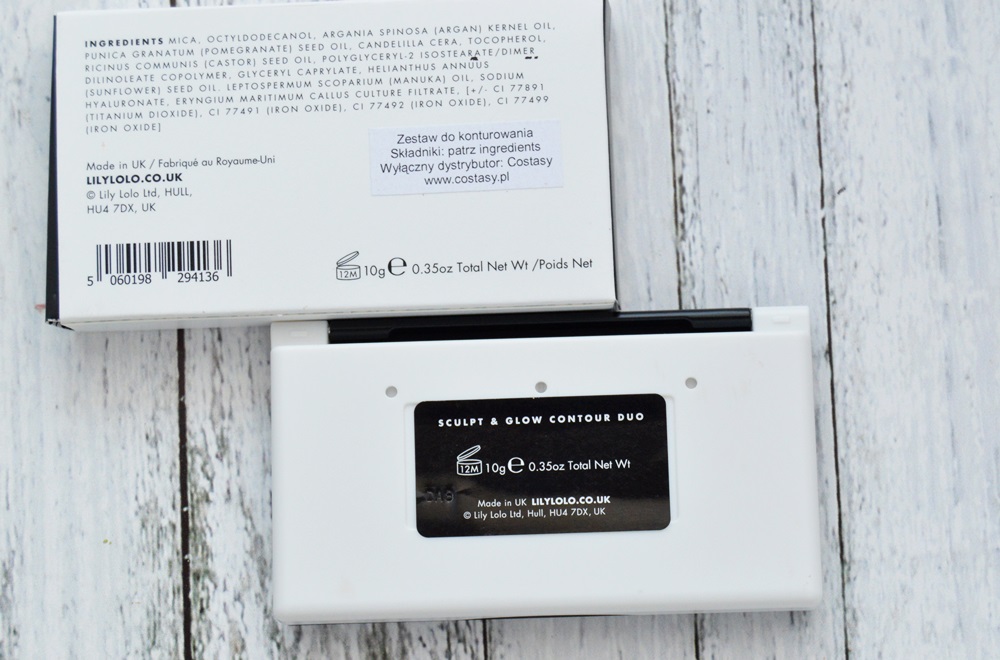 INGREDIENTS MICA, OCTYLDODECANOL, ARGANIA SPINOSA (ARGAN) KERNEL OIL,
PUNICA GRANATUM (POMEGRANATE) SEED OIL, CANDELILLA CERA, TOCOPHEROL,
RICINUS COMMUNIS (CASTOR) SEED OIL, POLYGLYCERYL-2 ISOSTEARATE/DIMER
DILINOLEATE COPOLYMER, GLYCERYL CAPRYLATE, HELIANTHUS ANNUUS
(SUNFLOWER) SEED OIL. LEPTOSPERMUM SCOPARIUM (MANUKA) OIL, SODIUM
HYALURONATE, ERYNGIUM MARITIMUM CALLUS CULTURE FILTRATE, [+/- CI 77891
(TITANIUM DIOXIDE), CI 77491 (IRON OXIDE), CI 77492 (IRON OXIDE), CI 77499
(IRON OXIDE]
Made in UK / Fabriqué au Royaume-Uni
LILYLOLO.CO.UK
© Lily Lolo Ltd, HULL,
HU4 7DX, UK
Zestaw do konturowania
Składniki: patrz ingredients
Wyłączny dystrybutor: Costasy
www.costasy.pl
5 060198 294136
12M 10g e 0.35oz Total Net Wt /Poids Net
SCULPT & GLOW CONTOUR DUO
12M 10g e 0.35oz Total Net Wt
Made in UK LILYLOLO.CO.UK
© Lily Lolo Ltd, Hull, HU4 7DX, UK